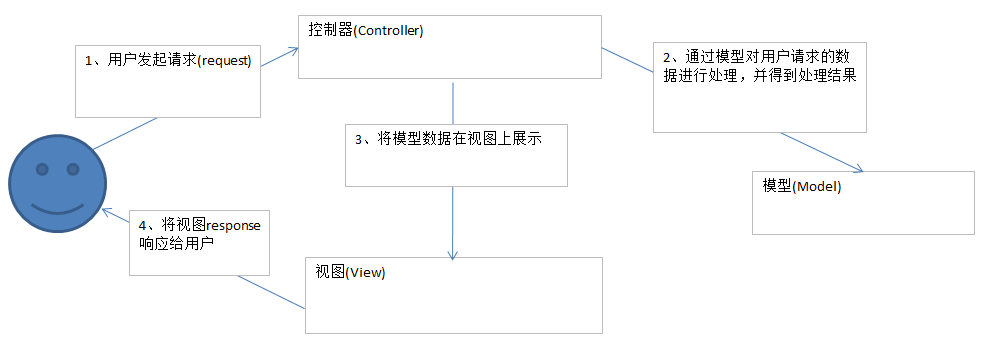 控制器(Controller)
1、用户发起请求(request)
2、通过模型对用户请求的数
据进行处理，并得到处理结果
3、将模型数据在视图上展示
模型(Model)
4、将视图response
响应给用户
视图(View)